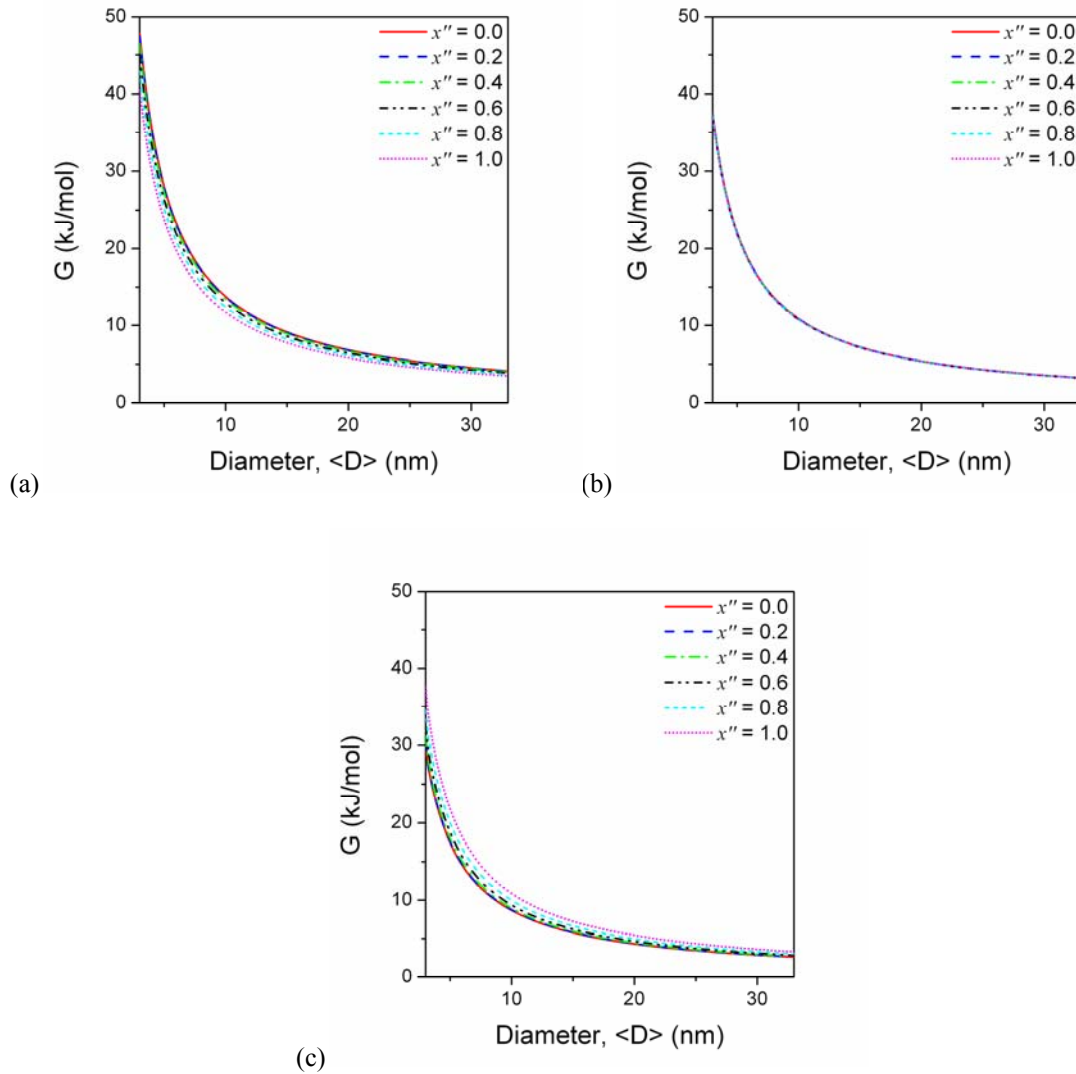 50
40
30
20
10
0
G (kJ/mol)
x″ = 0.0
x″ = 0.2
x″ = 0.4
x″ = 0.6
x″ = 0.8
x″ = 1.0
10 20 30
Diameter, <D> (nm)
(a)
50
40
30
20
10
0
G (kJ/mol)
x″ = 0.0
x″ = 0.2
x″ = 0.4
x″ = 0.6
x″ = 0.8
x″ = 1.0
10 20 30
Diameter, <D> (nm)
(b)
50
40
30
20
10
0
G (kJ/mol)
x″ = 0.0
x″ = 0.2
x″ = 0.4
x″ = 0.6
x″ = 0.8
x″ = 1.0
10 20 30
Diameter, <D> (nm)
(c)